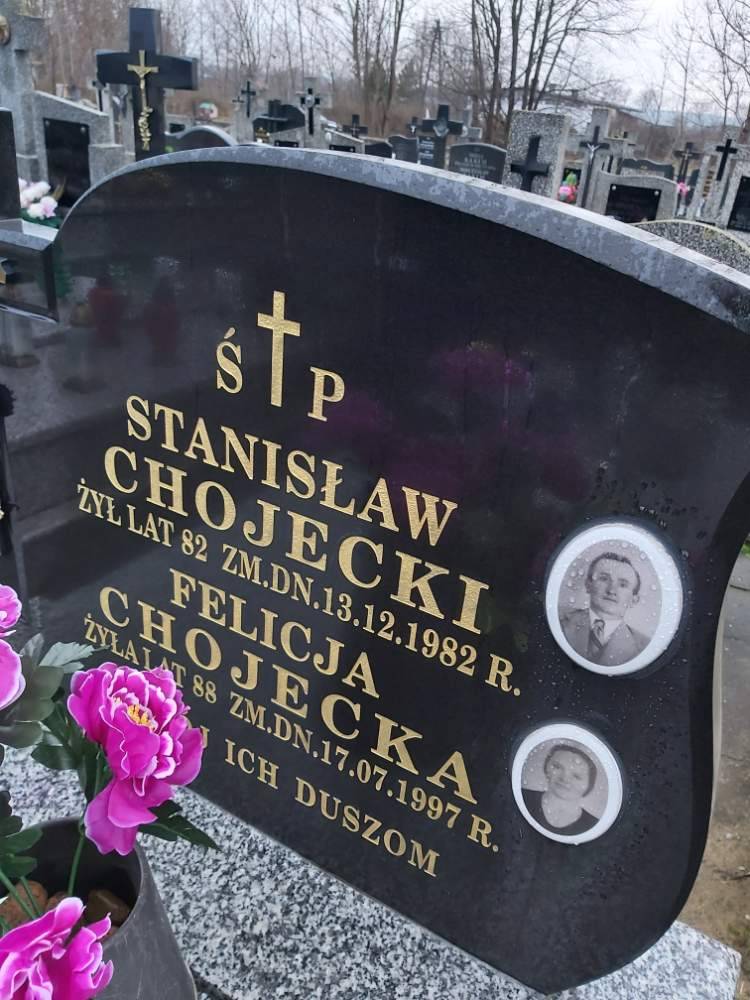 Ś P
STANISŁAW
CHOJECKI
ŻYŁ LAT 82 ZM.DN.13.12.1982 R.
FELICJA
CHOJECKA
ŻYŁA LAT 88 ZM.DN.17.07.1997 R.
ICH DUSZOM